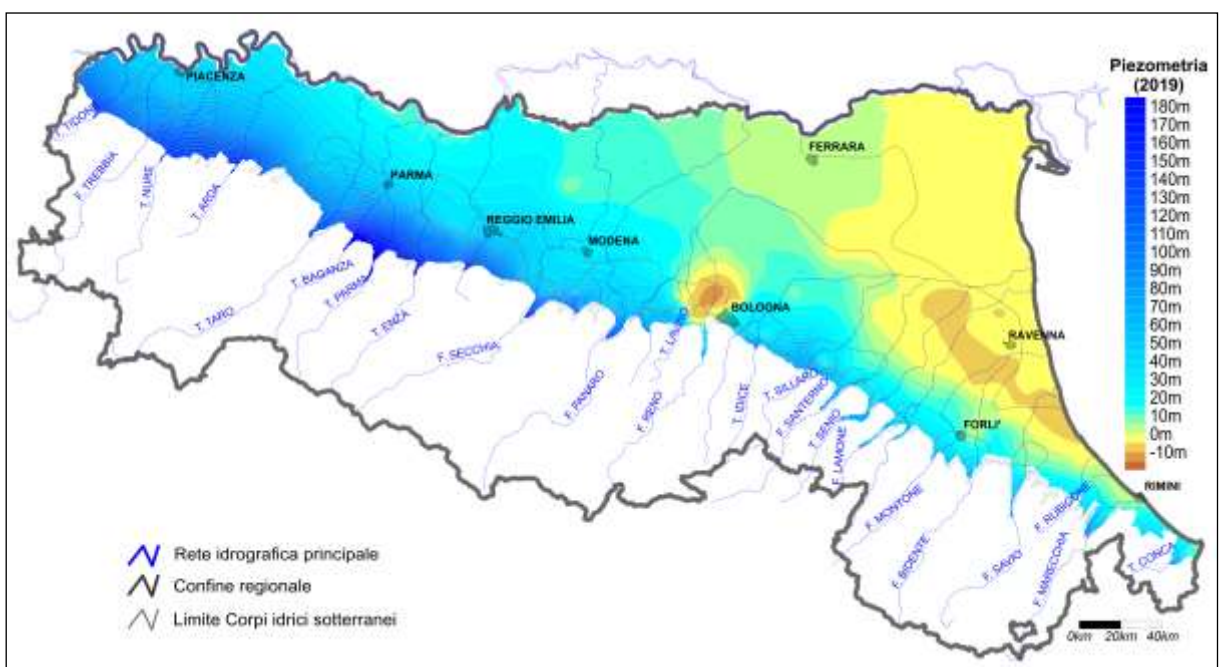 Piezometria
(2019)
180m
170m
160m
150m
140m
130m
120m
110m
100m
90m
80m
70m
60m
50m
40m
30m
20m
10m
0m
-10m
PIACENZA
PARMA
REGGIO EMILIA
MODENA
BOLOGNA
FERRARA
RAVENNA
FORLI'
RIMINI
T. TIDONE
F. TREBBIA
T. NURE
T. ARDA
T. TARO
T. BAGANZA
T. PARMA
T. ENZA
F. SECCHIA
F. PANARO
F. RENO
T. LAVINO
T. IDICE
T. SILLARO
F. SANTERNO
T. SENIO
F. LAMONE
F. MONTONE
F. BIDENTE
F. SAVIO
F. RUBICONE
F. MARECCHIA
T. CONCA
Rete idrografica principale
Confine regionale
Limite Corpi idrici sotterranei
0km 20km 40km